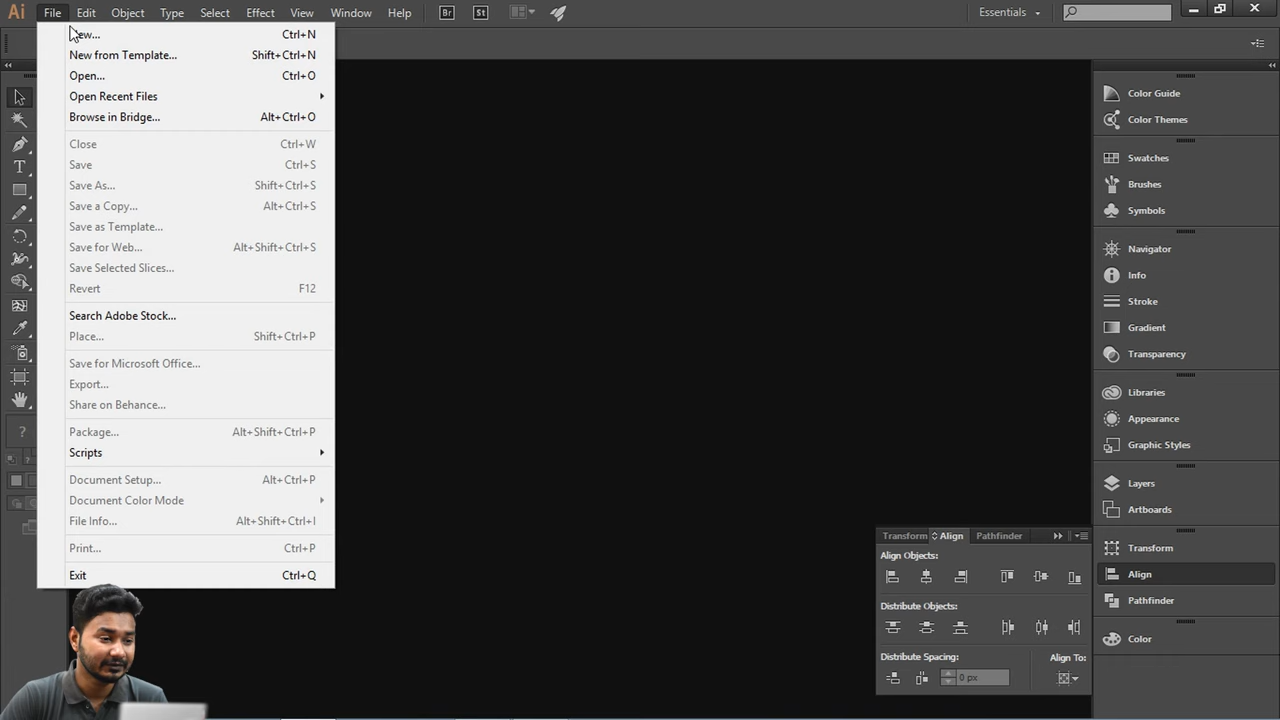 Ai File Edit Object Type Select Effect View Window Help Br St Essentials
New... Ctrl+N
New from Template... Shift+Ctrl+N
Open... Ctrl+O
Open Recent Files
Browse in Bridge... Alt+Ctrl+O
Close Ctrl+W
Save Ctrl+S
Save As... Shift+Ctrl+S
Save a Copy... Alt+Ctrl+S
Save as Template...
Save for Web... Alt+Shift+Ctrl+S
Save Selected Slices...
Revert F12
Search Adobe Stock...
Place... Shift+Ctrl+P
Save for Microsoft Office...
Export...
Share on Behance...
Package... Alt+Shift+Ctrl+P
Scripts
Document Setup... Alt+Ctrl+P
Document Color Mode
File Info... Alt+Shift+Ctrl+I
Print... Ctrl+P
Exit Ctrl+Q
Color Guide
Color Themes
Swatches
Brushes
Symbols
Navigator
Info
Stroke
Gradient
Transparency
Libraries
Appearance
Graphic Styles
Layers
Artboards
Transform
Align
Pathfinder
Color
Transform Align Pathfinder
Align Objects:
Distribute Objects:
Distribute Spacing: Align To:
0 px